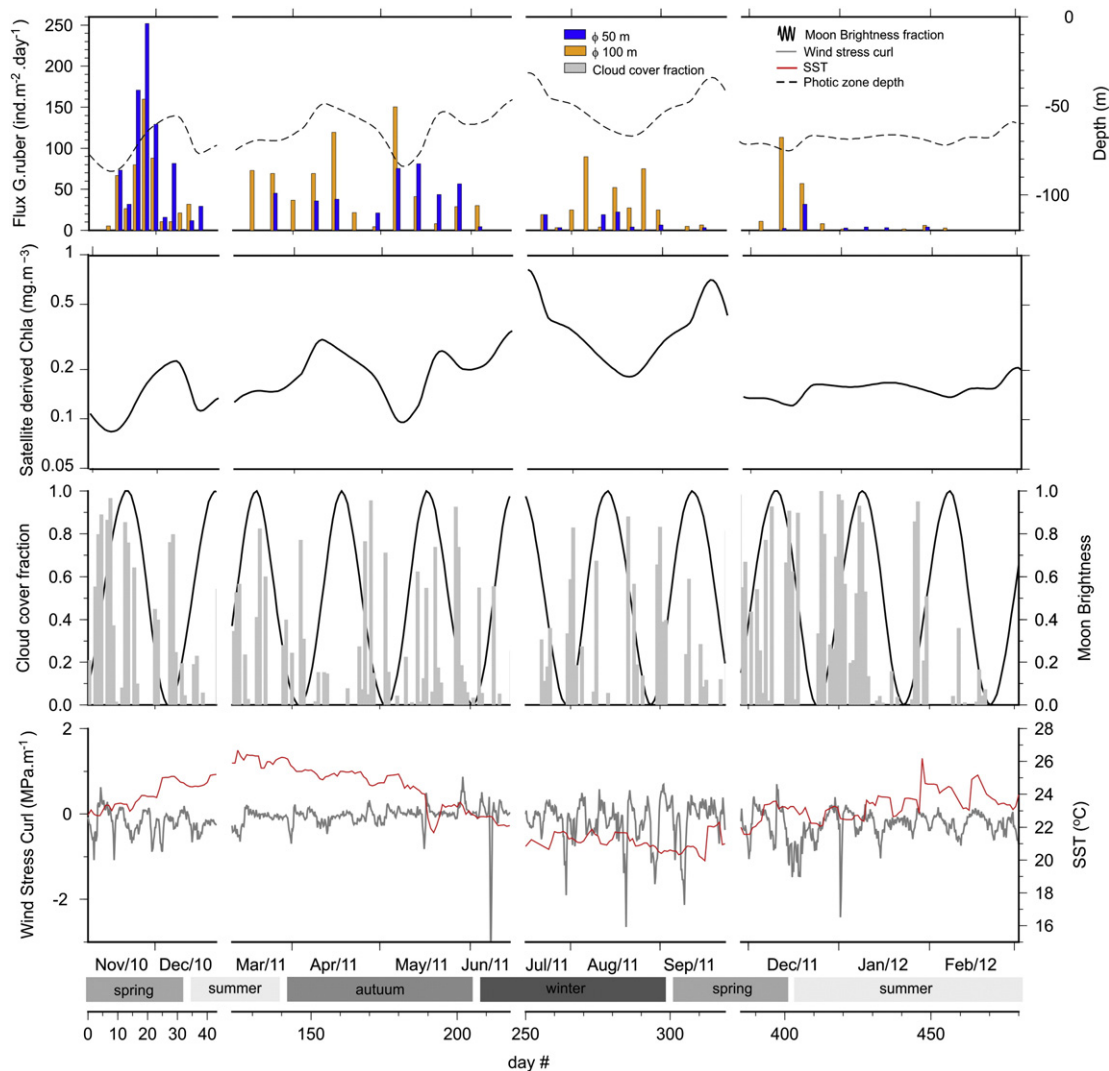 250
200
150
100
50
0
Flux G.ruber (ind.m-2.day-1)
ϕ 50 m
ϕ 100 m
Cloud cover fraction
Moon Brightness fraction
Wind stress curl
SST
Photic zone depth
0
-50
-100
Depth (m)
1
0.5
0.2
0.1
0.05
Satellite derived Chla (mg.m-3)
1.0
0.8
0.6
0.4
0.2
0.0
Cloud cover fraction
1.0
0.8
0.6
0.4
0.2
0.0
Moon Brightness
2
0
-2
Wind Stress Curl (MPa.m-1)
28
26
25
24
23
22
21
20
19
18
16
15
SST (ºC)
Nov/10 Dec/10 Mar/11 Apr/11 May/11 Jun/11 Jul/11 Aug/11 Sep/11 Dec/11 Jan/12 Feb/12
spring summer autuum winter spring summer
0 10 20 30 40 150 200 250 300 400 450
day #